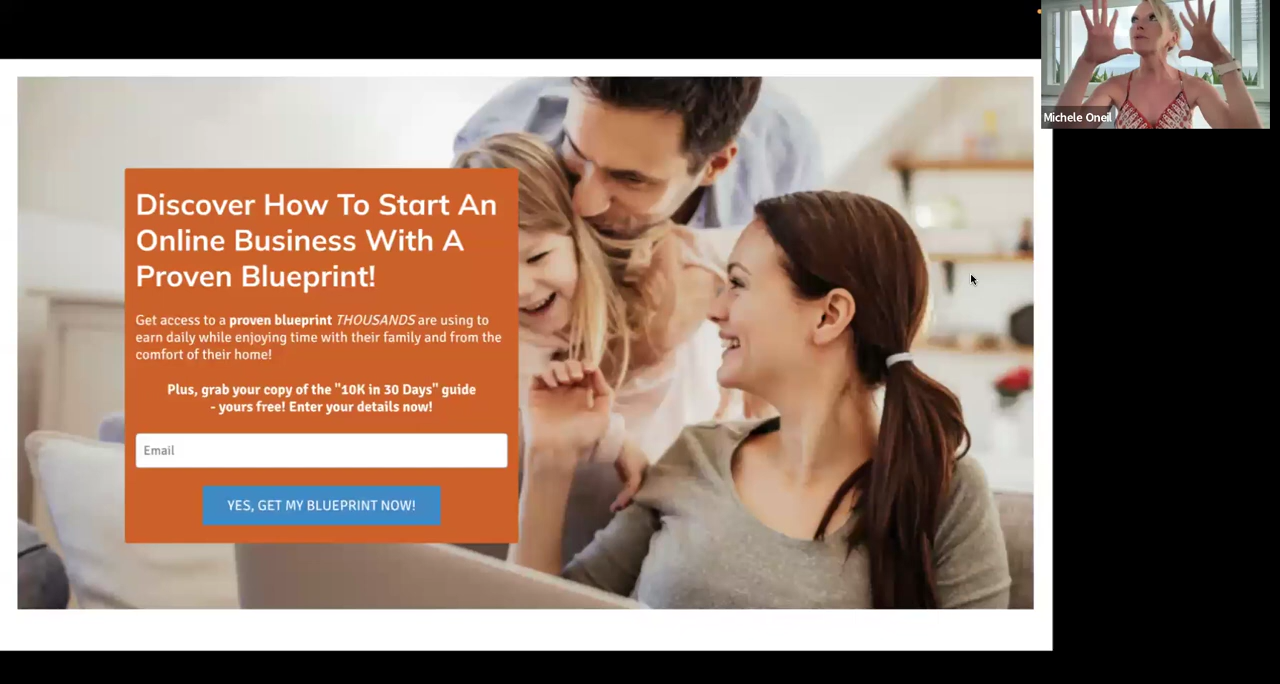 Michele Oneil
Discover How To Start An
Online Business With A
Proven Blueprint!
Get access to a proven blueprint THOUSANDS are using to
earn daily while enjoying time with their family and from the
comfort of their home!
Plus, grab your copy of the "10K in 30 Days" guide
- yours free! Enter your details now!
Email
YES, GET MY BLUEPRINT NOW!